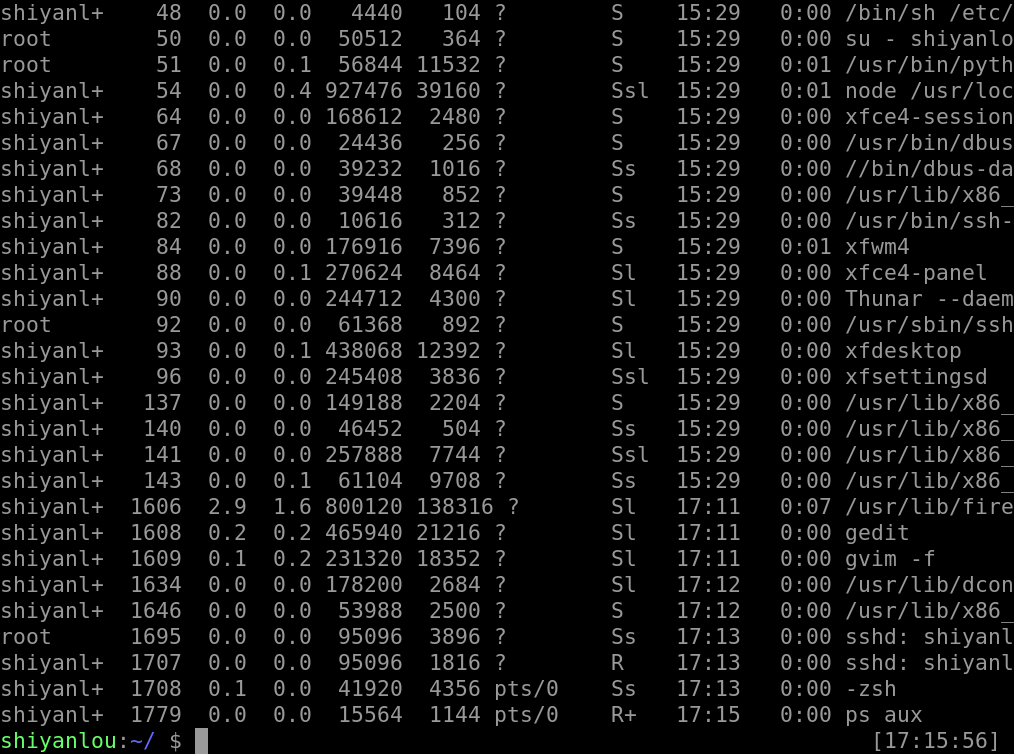 shiyanl+    48  0.0  0.0   4440   104 ?        S    15:29   0:00 /bin/sh /etc/
root        50  0.0  0.0  50512   364 ?        S    15:29   0:00 su - shiyanlo
root        51  0.0  0.1  56844 11532 ?        S    15:29   0:01 /usr/bin/pyth
shiyanl+    54  0.0  0.4 927476 39160 ?        Ssl  15:29   0:01 node /usr/loc
shiyanl+    64  0.0  0.0 168612  2480 ?        S    15:29   0:00 xfce4-session
shiyanl+    67  0.0  0.0  24436   256 ?        S    15:29   0:00 /usr/bin/dbus
shiyanl+    68  0.0  0.0  39232  1016 ?        Ss   15:29   0:00 //bin/dbus-da
shiyanl+    73  0.0  0.0  39448   852 ?        S    15:29   0:00 /usr/lib/x86_
shiyanl+    82  0.0  0.0  10616   312 ?        Ss   15:29   0:00 /usr/bin/ssh-
shiyanl+    84  0.0  0.0 176916  7396 ?        S    15:29   0:01 xfwm4
shiyanl+    88  0.0  0.1 270624  8464 ?        Sl   15:29   0:00 xfce4-panel
shiyanl+    90  0.0  0.0 244712  4300 ?        Sl   15:29   0:00 Thunar --daem
root        92  0.0  0.0  61368   892 ?        S    15:29   0:00 /usr/sbin/ssh
shiyanl+    93  0.0  0.1 438068 12392 ?        Sl   15:29   0:00 xfdesktop
shiyanl+    96  0.0  0.0 245408  3836 ?        Ssl  15:29   0:00 xfsettingsd
shiyanl+   137  0.0  0.0 149188  2204 ?        S    15:29   0:00 /usr/lib/x86_
shiyanl+   140  0.0  0.0  46452   504 ?        Ss   15:29   0:00 /usr/lib/x86_
shiyanl+   141  0.0  0.0 257888  7744 ?        Ssl  15:29   0:00 /usr/lib/x86_
shiyanl+   143  0.0  0.1  61104  9708 ?        Ss   15:29   0:00 /usr/lib/x86_
shiyanl+  1606  2.9  1.6 800120 138316 ?       Sl   17:11   0:07 /usr/lib/fire
shiyanl+  1608  0.2  0.2 465940 21216 ?        Sl   17:11   0:00 gedit
shiyanl+  1609  0.1  0.2 231320 18352 ?        Sl   17:11   0:00 gvim -f
shiyanl+  1634  0.0  0.0 178200  2684 ?        Sl   17:12   0:00 /usr/lib/dcon
shiyanl+  1646  0.0  0.0  53988  2500 ?        S    17:12   0:00 /usr/lib/x86_
root      1695  0.0  0.0  95096  3896 ?        Ss   17:13   0:00 sshd: shiyanl
shiyanl+  1707  0.0  0.0  95096  1816 ?        R    17:13   0:00 sshd: shiyanl
shiyanl+  1708  0.1  0.0  41920  4356 pts/0    Ss   17:13   0:00 -zsh
shiyanl+  1779  0.0  0.0  15564  1144 pts/0    R+   17:15   0:00 ps aux
shiyanlou:~/ $                                                     [17:15:56]